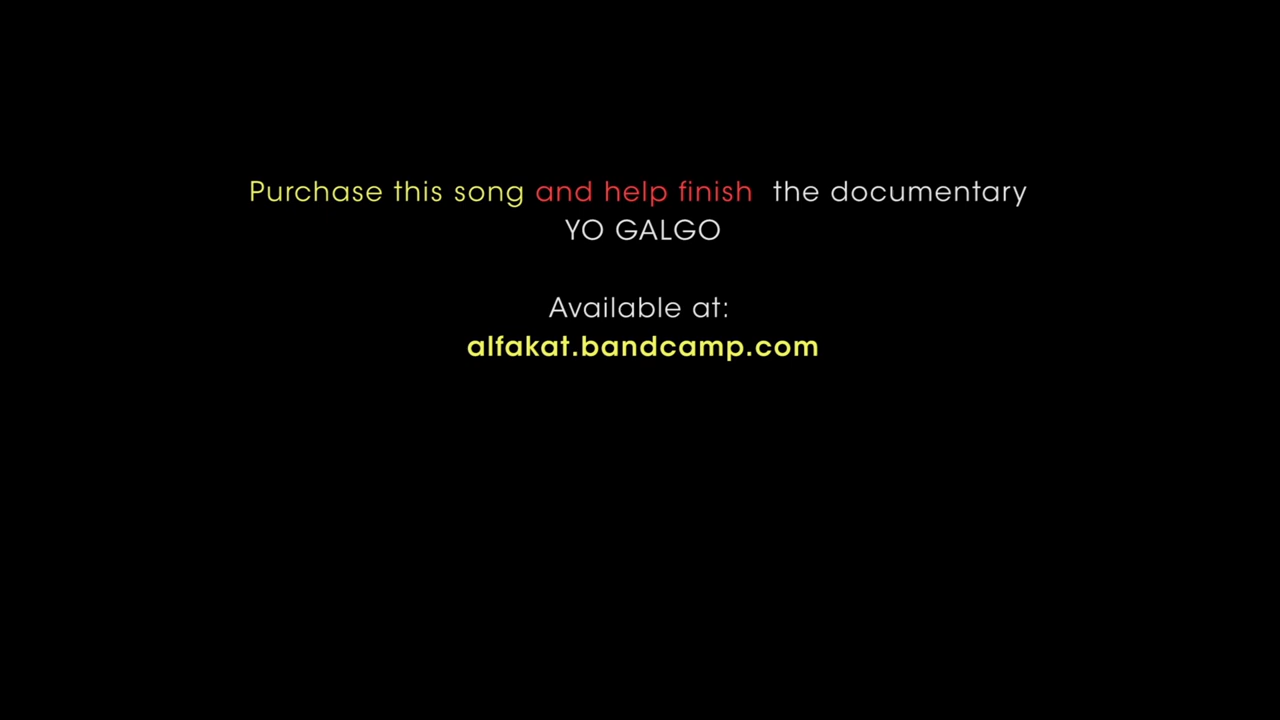 Purchase this song and help finish the documentary
YO GALGO
Available at:
alfakat.bandcamp.com